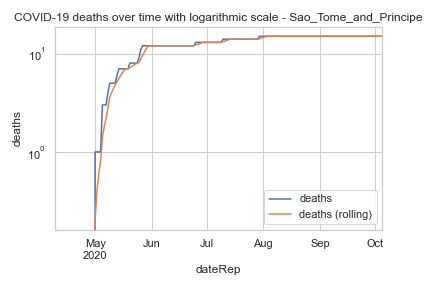 COVID-19 deaths over time with logarithmic scale - Sao_Tome_and_Principe
10¹
10⁰
deaths
deaths
deaths (rolling)
May
2020
Jun
Jul
Aug
Sep
Oct
dateRep